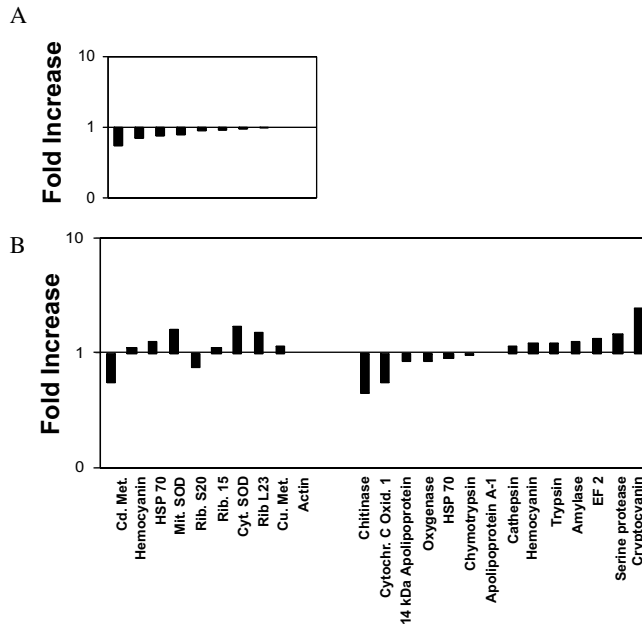 A
Fold Increase
10
1
0
B
Fold Increase
10
1
0
Cd. Met.
Hemocyanin
HSP 70
Mit. SOD
Rib. S20
Rib. 15
Cyt. SOD
Rib L23
Cu. Met.
Actin
Chitinase
Cytochr. C Oxid. 1
14 kDa Apolipoprotein
Oxygenase
HSP 70
Chymotrypsin
Apolipoprotein A-1
Cathepsin
Hemocyanin
Trypsin
Amylase
EF 2
Serine protease
Cryptocyanin